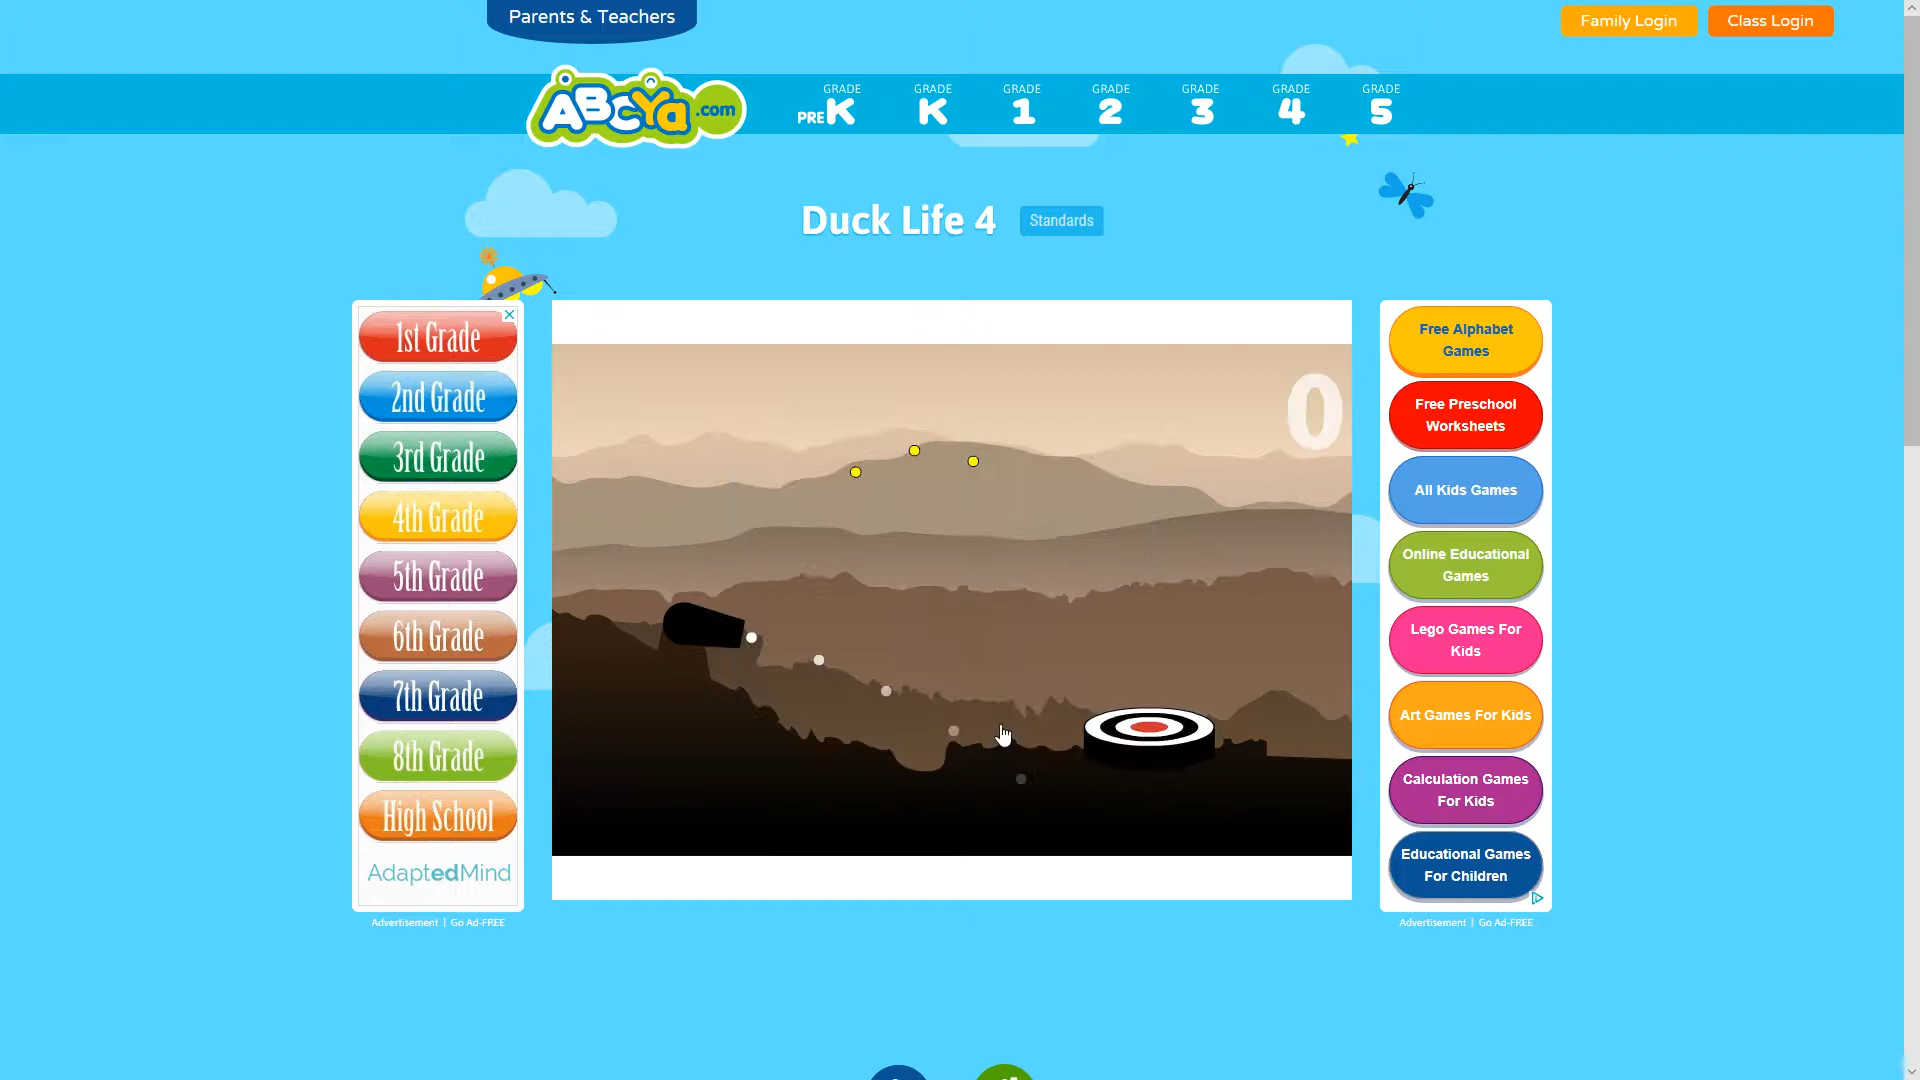 Parents & Teachers
Family Login
Class Login
ABCYa.com
GRADE
PRE K
GRADE
K
GRADE
1
GRADE
2
GRADE
3
GRADE
4
GRADE
5
Duck Life 4
Standards
1st Grade
2nd Grade
3rd Grade
4th Grade
5th Grade
6th Grade
7th Grade
8th Grade
High School
AdaptedMind
Advertisement | Go Ad-FREE
0
Free Alphabet
Games
Free Preschool
Worksheets
All Kids Games
Online Educational
Games
Lego Games For
Kids
Art Games For Kids
Calculation Games
For Kids
Educational Games
For Children
Advertisement | Go Ad-FREE